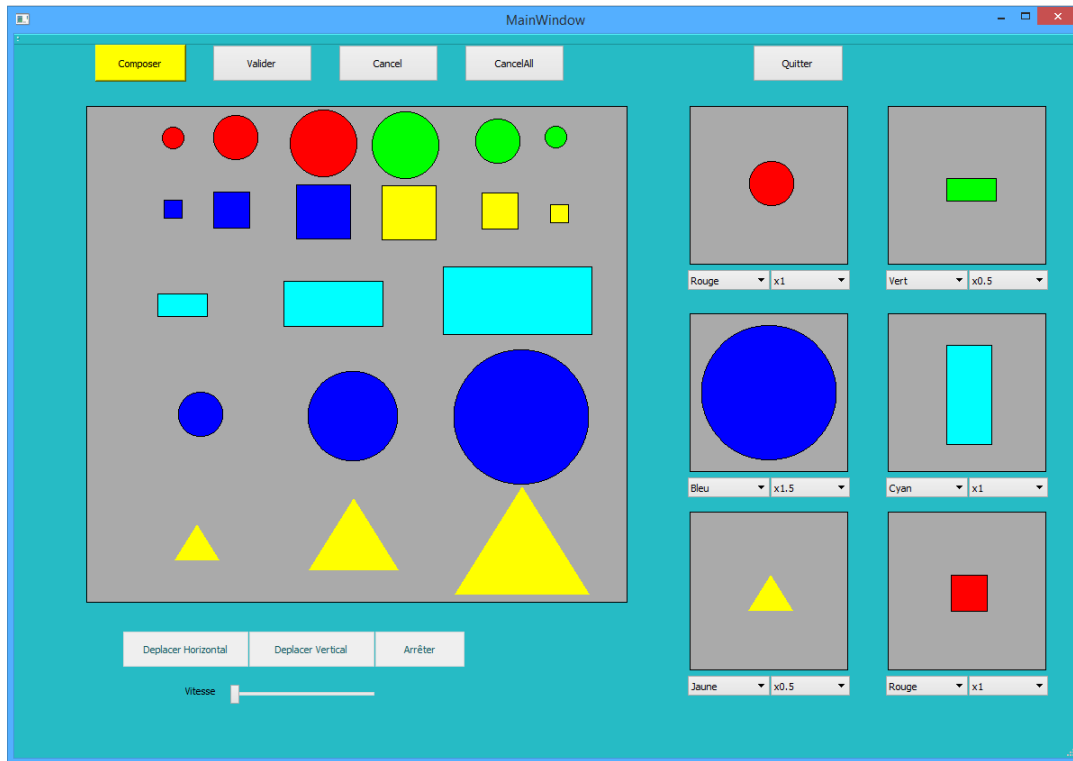 MainWindow
Composer Valider Cancel CancelAll Quitter
Rouge x1 Vert x0.5
Bleu x1.5 Cyan x1
Deplacer Horizontal Deplacer Vertical Arrêter
Vitesse
Jaune x0.5 Rouge x1